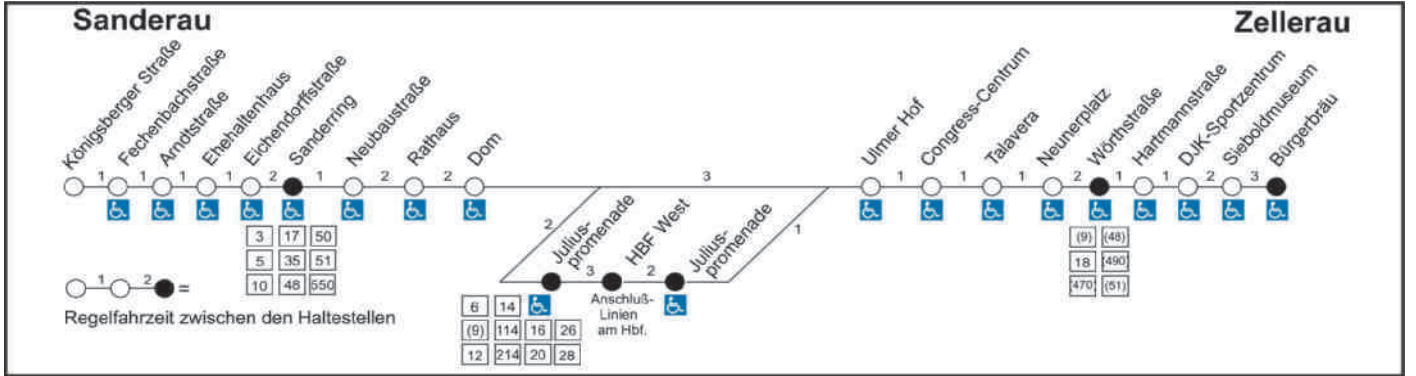 Sanderau
Zellerau
Königsberger Straße
Fechenbachstraße
Arndtstraße
Ehehaltenhaus
Eichendorffstraße
Sanderring
Neubaustraße
Rathaus
Dom
Ulmer Hof
Congress-Centrum
Talavera
Neunerplatz
Wörthstraße
Hartmannstraße
DJK-Sportzentrum
Sieboldmuseum
Bürgerbräu
1 1 1 1 2 1 2 2 3 1 1 1 2 1 1 2 3
2
1
Julius-
promenade
HBF West
Julius-
promenade
3 2
3 17 50
5 35 51
10 48 550
(9) (48)
18 (490)
(470) (51)
1 2 =
Regelfahrzeit zwischen den Haltestellen
Anschluß-
Linien
am Hbf.
6 14
(9) 114 16 26
12 214 20 28